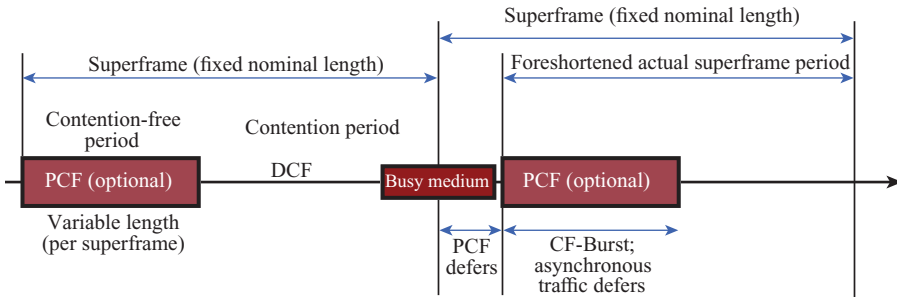 Superframe (fixed nominal length)
Superframe (fixed nominal length)
Foreshortened actual superframe period
Contention-free
period
Contention period
PCF (optional)
DCF
Busy medium
PCF (optional)
Variable length
(per superframe)
PCF
defers
CF-Burst;
asynchronous
traffic defers